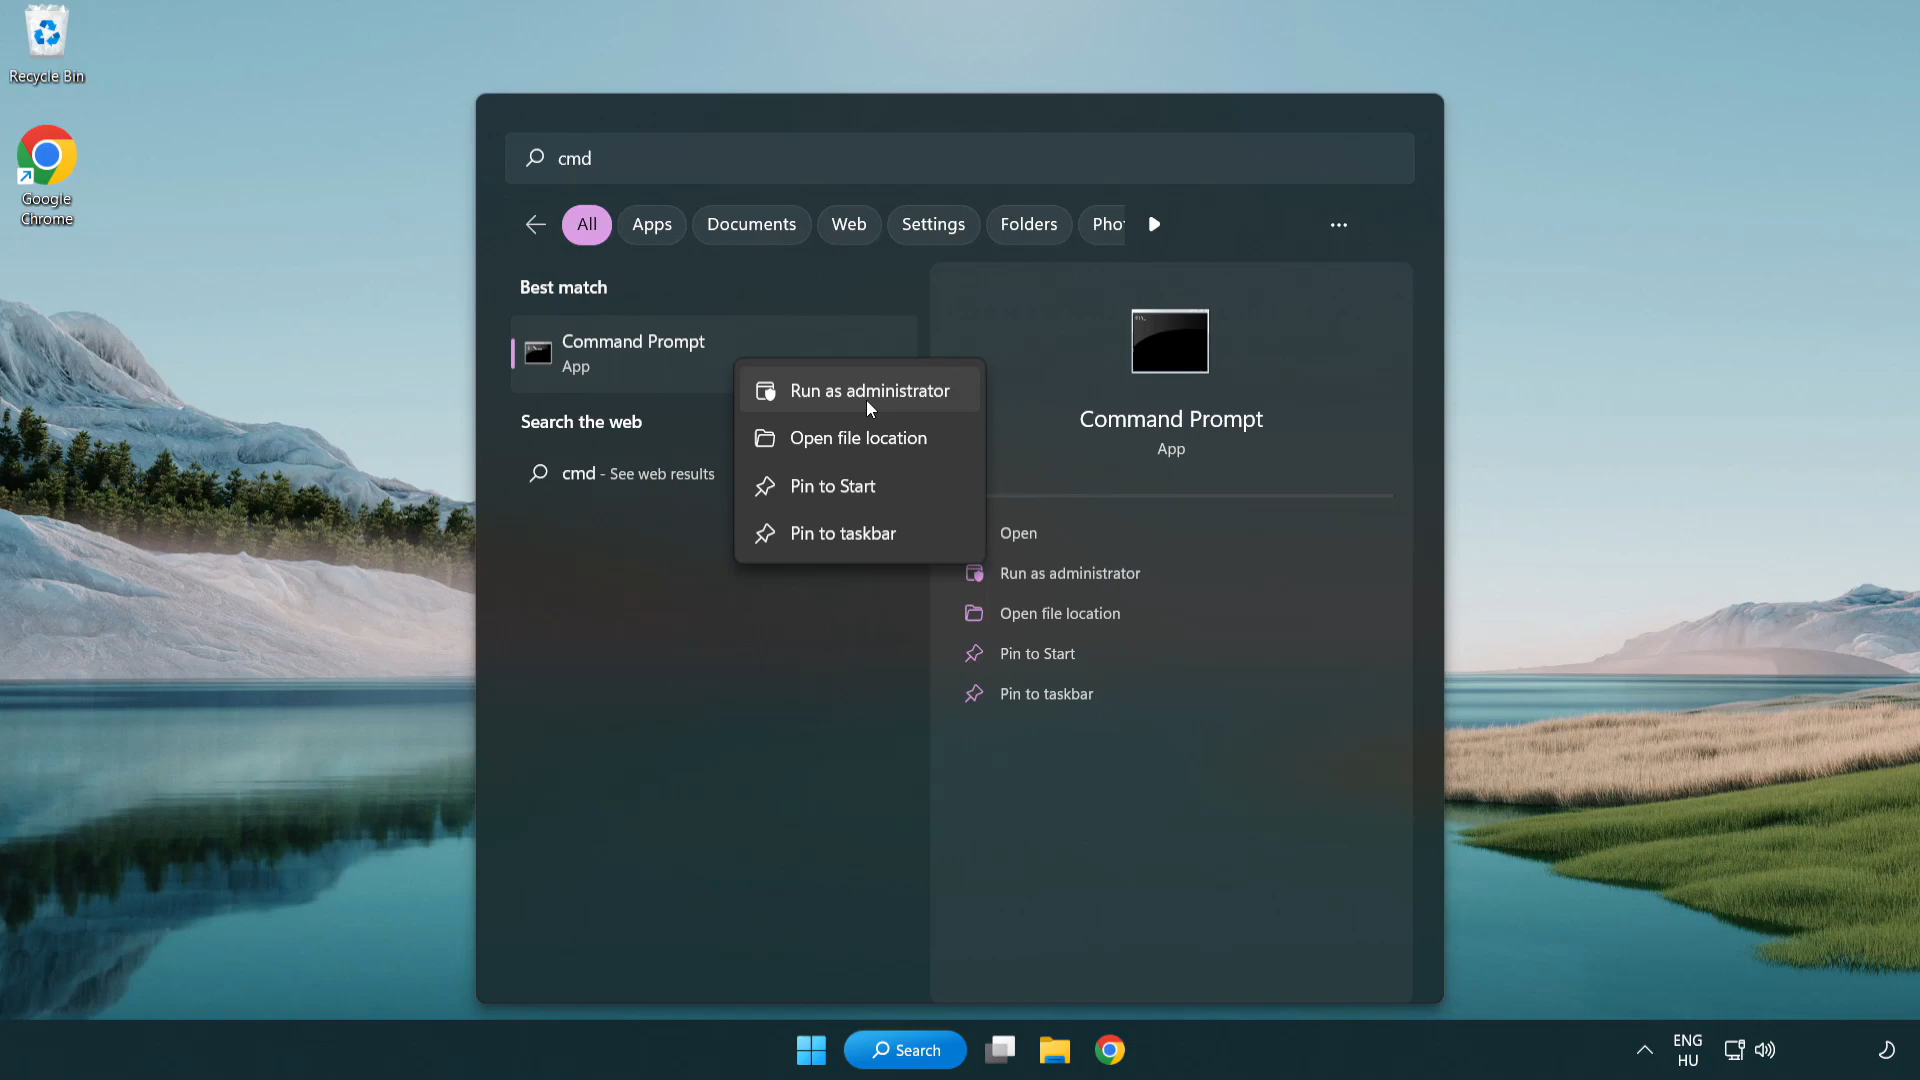 Recycle Bin
Google
Chrome
cmd
All
Apps
Documents
Web
Settings
Folders
Pho
Best match
Command Prompt
App
Search the web
cmd - See web results
Run as administrator
Open file location
Pin to Start
Pin to taskbar
Command Prompt
App
Open
Run as administrator
Open file location
Pin to Start
Pin to taskbar
Search
ENG
HU